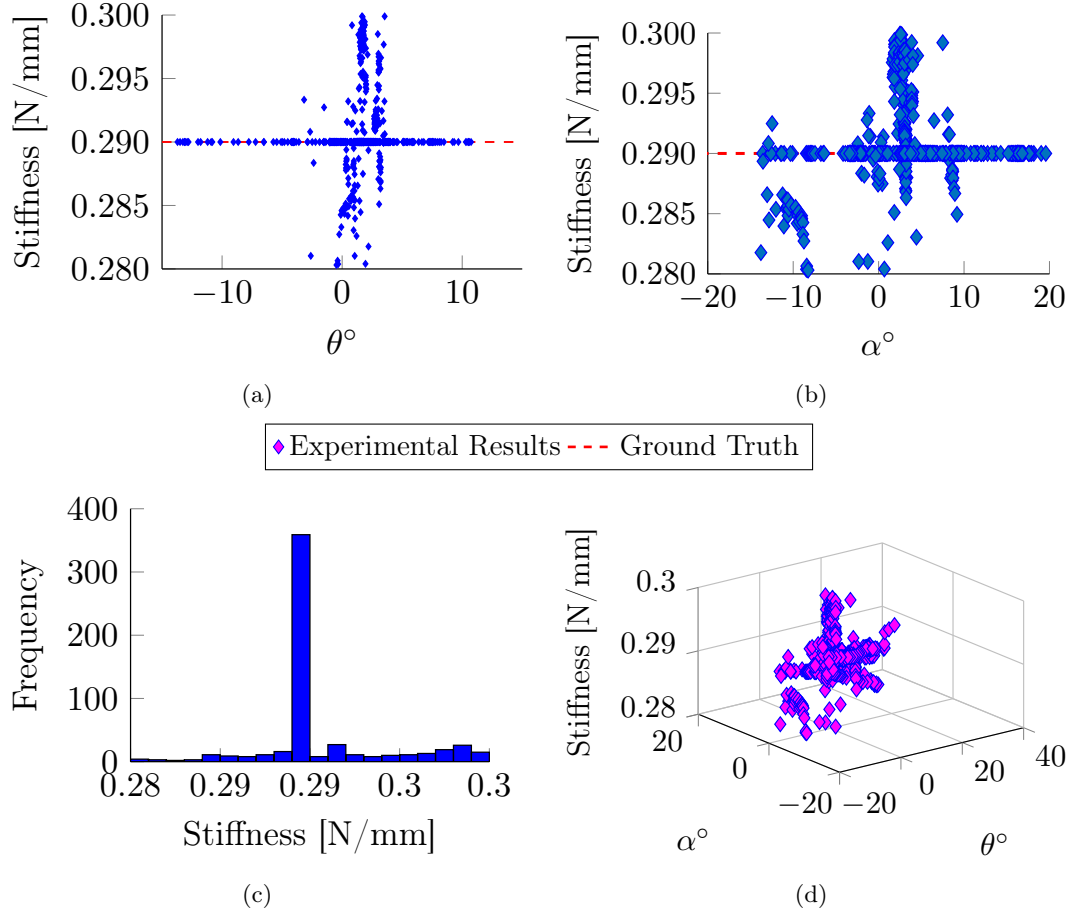 0.300
0.295
0.290
0.285
0.280
Stiffness [N/mm]
−10
0
10
θ°
(a)
0.300
0.295
0.290
0.285
0.280
Stiffness [N/mm]
−20
−10
0
10
20
α°
(b)
Experimental Results
Ground Truth
400
300
200
100
0
Frequency
0.28
0.29
0.29
0.3
0.3
Stiffness [N/mm]
(c)
0.3
0.29
0.28
Stiffness [N/mm]
20
0
−20
α°
−20
0
20
40
θ°
(d)